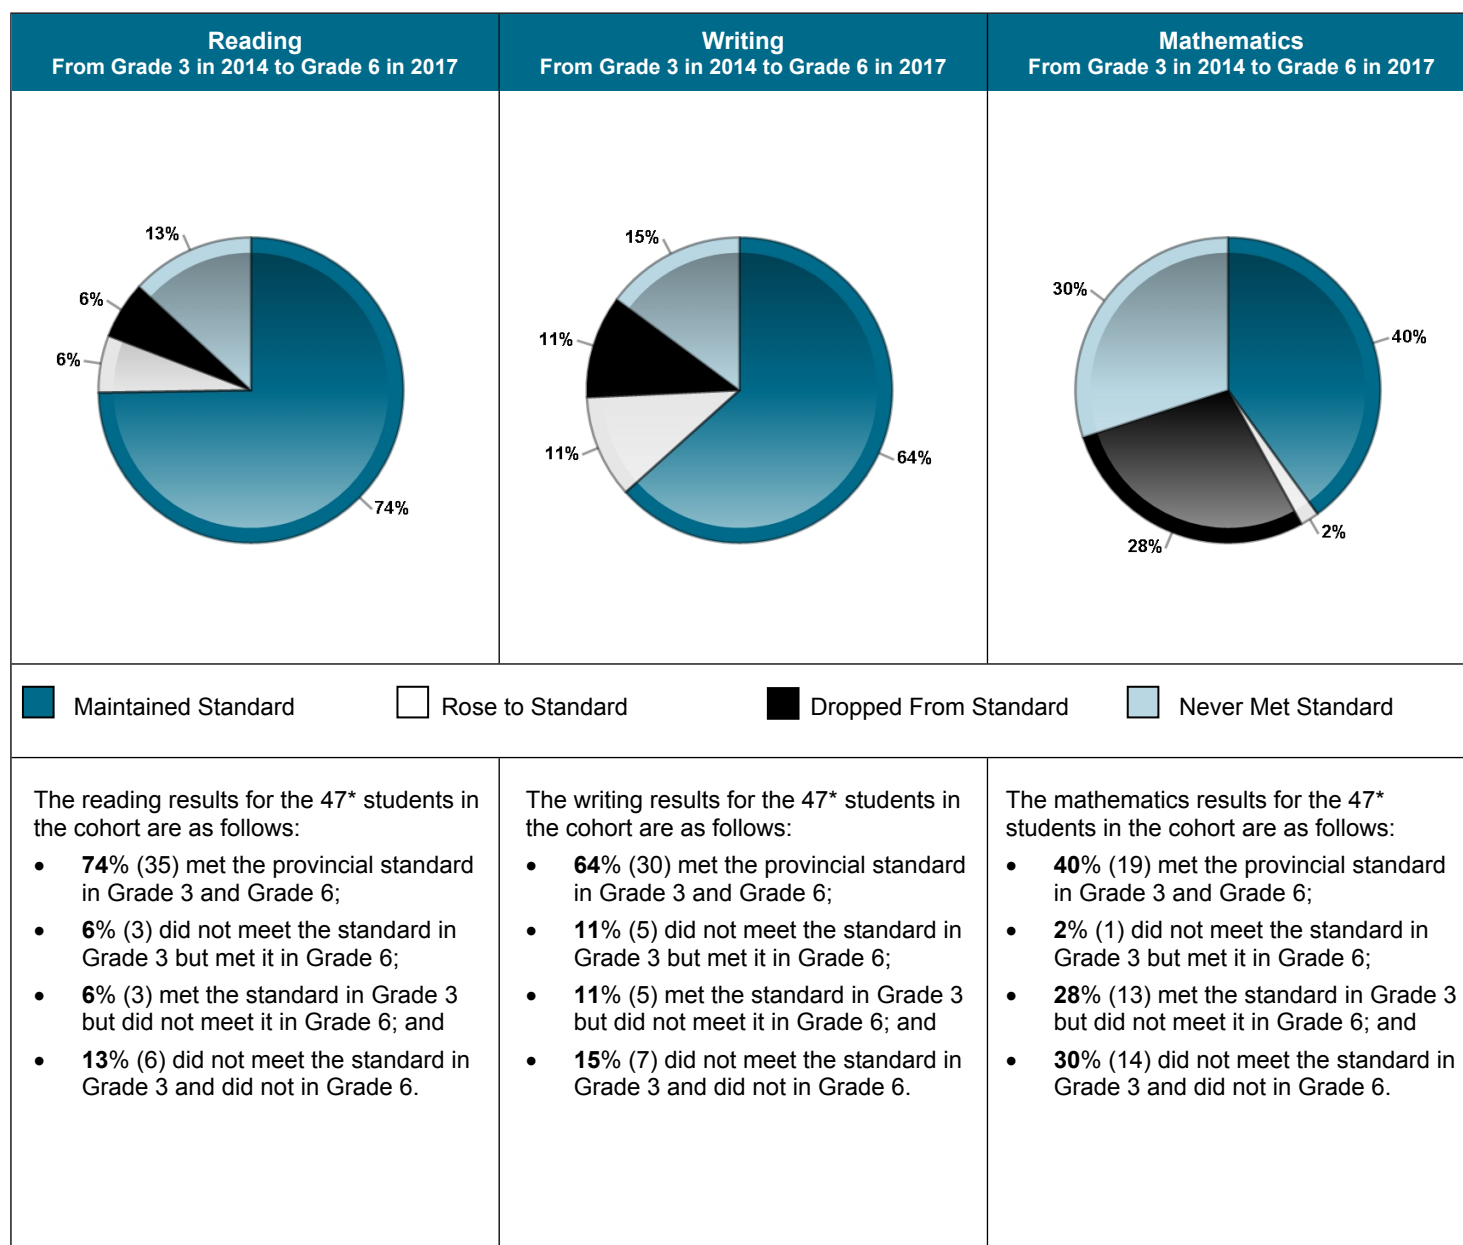 Reading
From Grade 3 in 2014 to Grade 6 in 2017
Writing
From Grade 3 in 2014 to Grade 6 in 2017
Mathematics
From Grade 3 in 2014 to Grade 6 in 2017
13%
6%
6%
74%
15%
11%
11%
64%
30%
40%
28%
2%
Maintained Standard
Rose to Standard
Dropped From Standard
Never Met Standard
The reading results for the 47* students in
the cohort are as follows:
• 74% (35) met the provincial standard
in Grade 3 and Grade 6;
• 6% (3) did not meet the standard in
Grade 3 but met it in Grade 6;
• 6% (3) met the standard in Grade 3
but did not meet it in Grade 6; and
• 13% (6) did not meet the standard in
Grade 3 and did not in Grade 6.
The writing results for the 47* students in
the cohort are as follows:
• 64% (30) met the provincial standard
in Grade 3 and Grade 6;
• 11% (5) did not meet the standard in
Grade 3 but met it in Grade 6;
• 11% (5) met the standard in Grade 3
but did not meet it in Grade 6; and
• 15% (7) did not meet the standard in
Grade 3 and did not in Grade 6.
The mathematics results for the 47*
students in the cohort are as follows:
• 40% (19) met the provincial standard
in Grade 3 and Grade 6;
• 2% (1) did not meet the standard in
Grade 3 but met it in Grade 6;
• 28% (13) met the standard in Grade 3
but did not meet it in Grade 6; and
• 30% (14) did not meet the standard in
Grade 3 and did not in Grade 6.